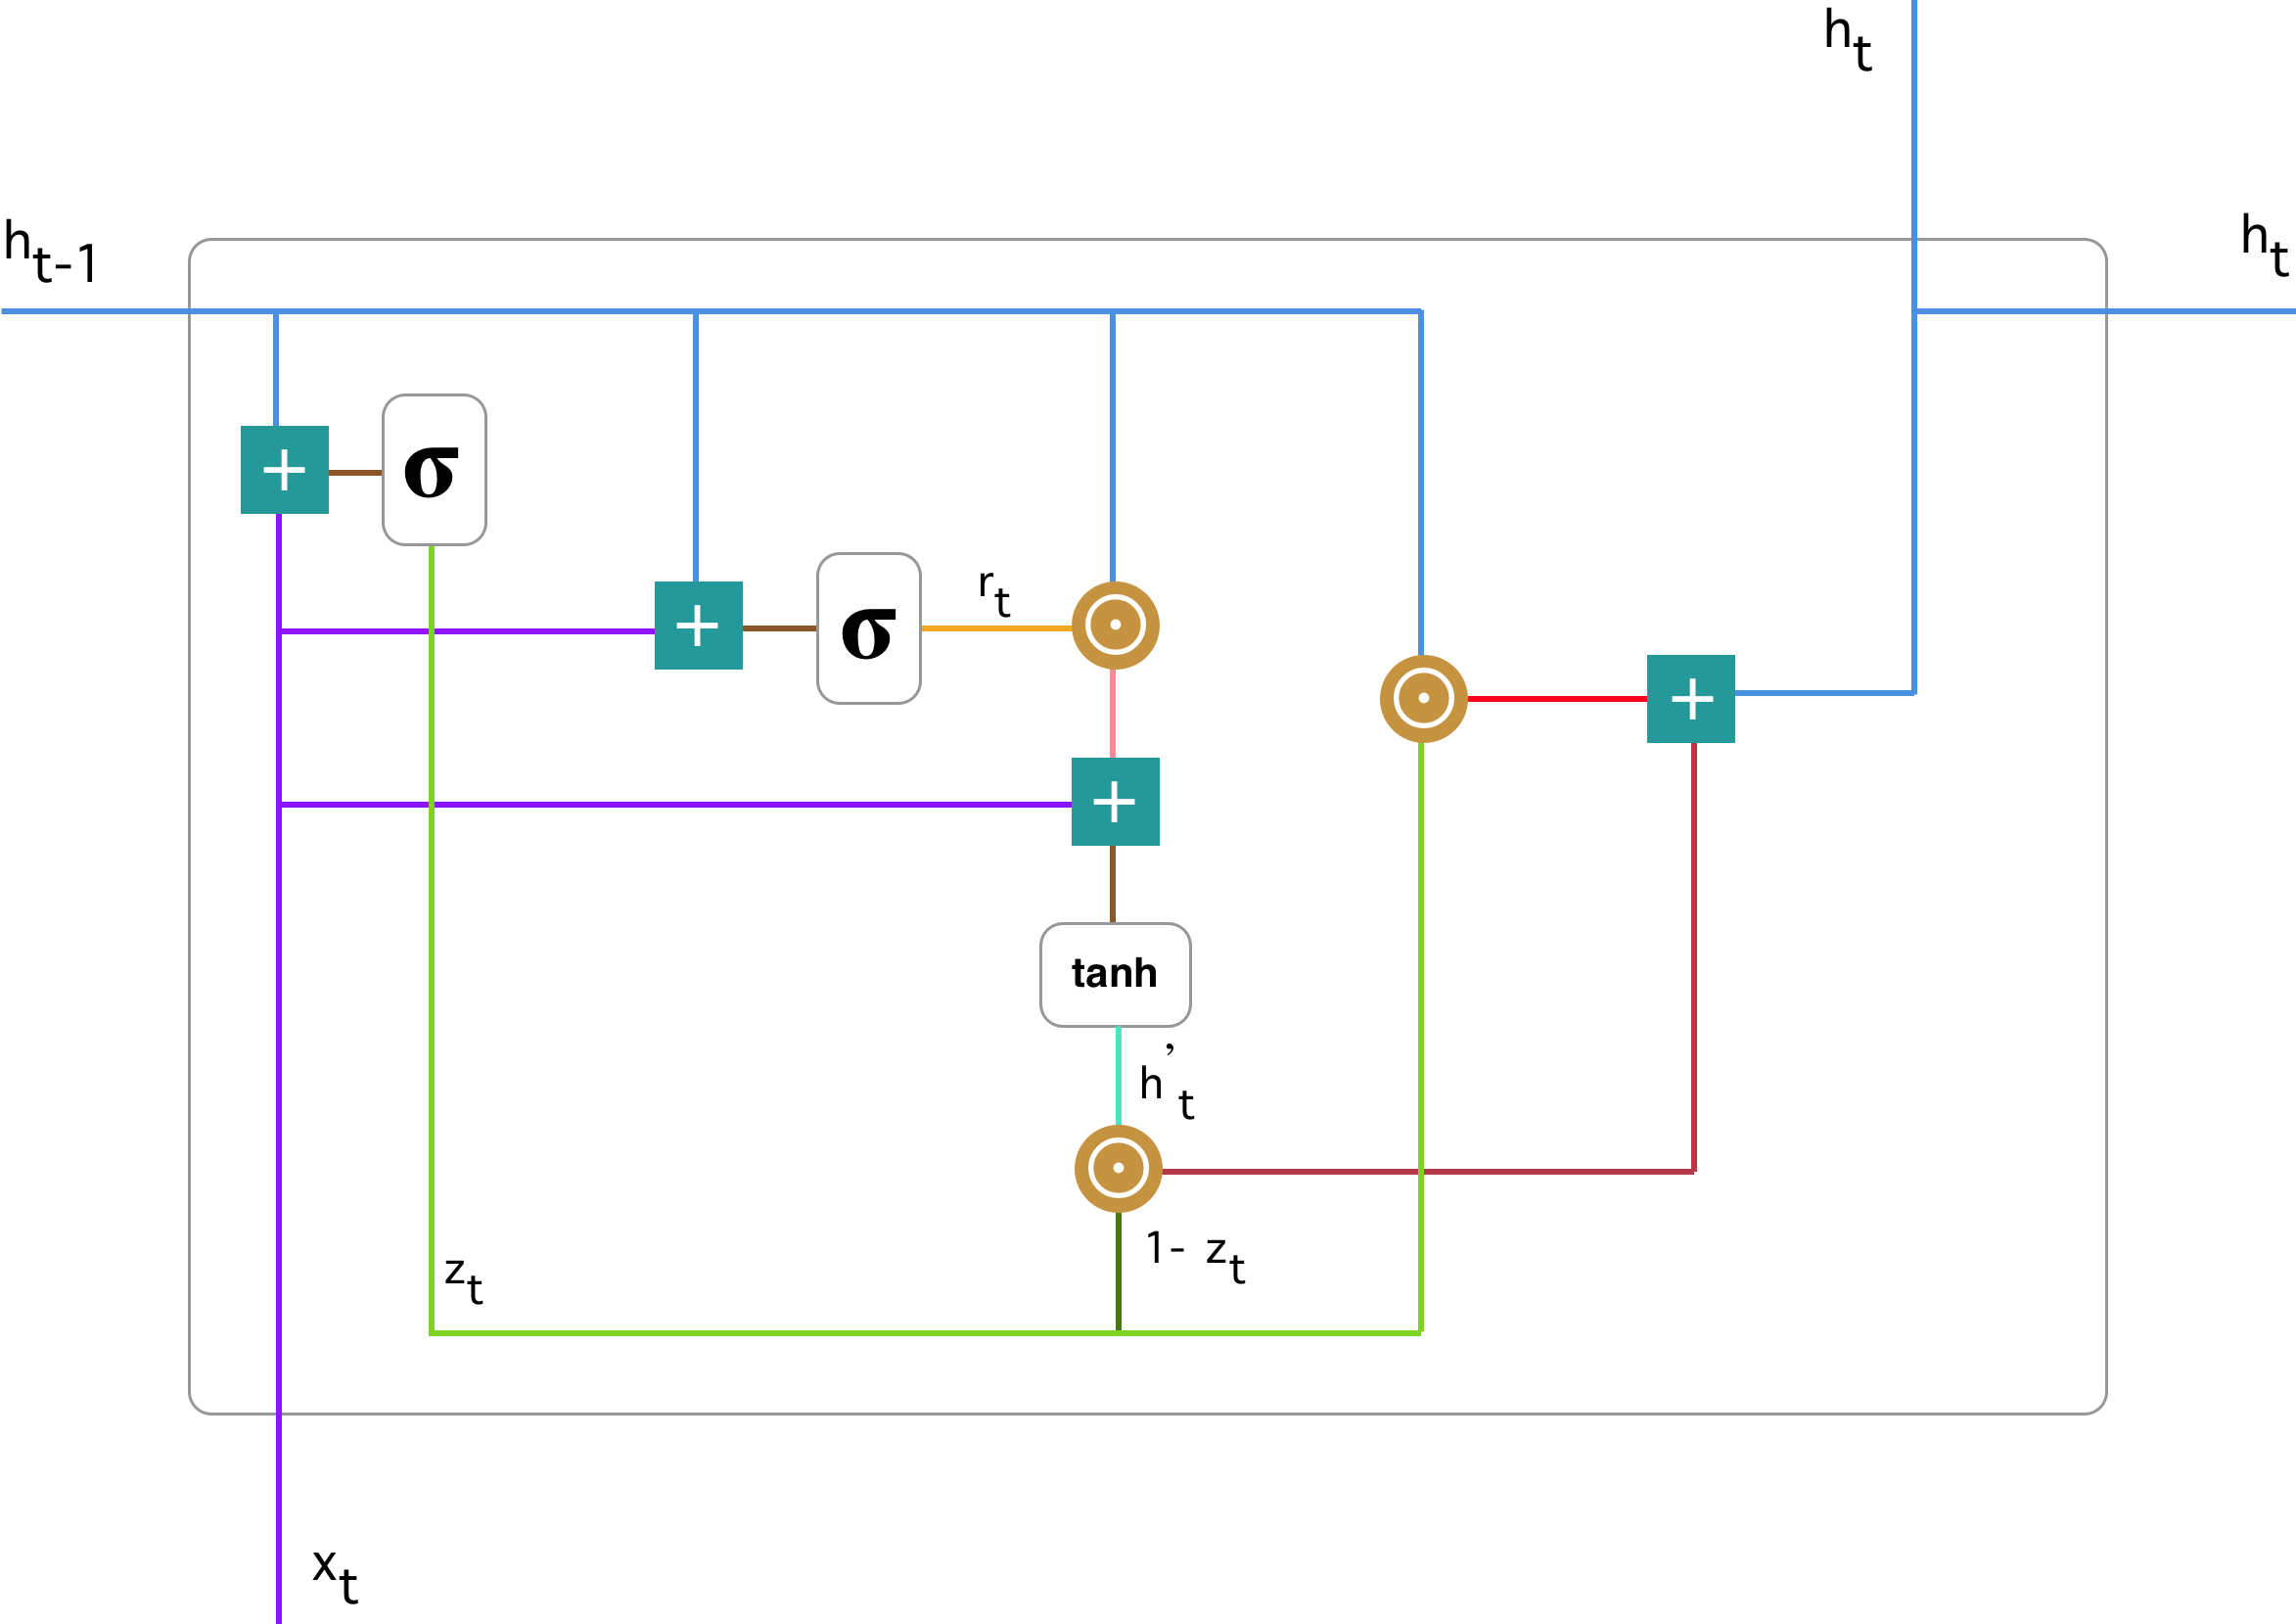 h_t
h_t-1
h_t
+
σ
r_t
+
σ
+
+
tanh
h'_t
1- z_t
z_t
x_t